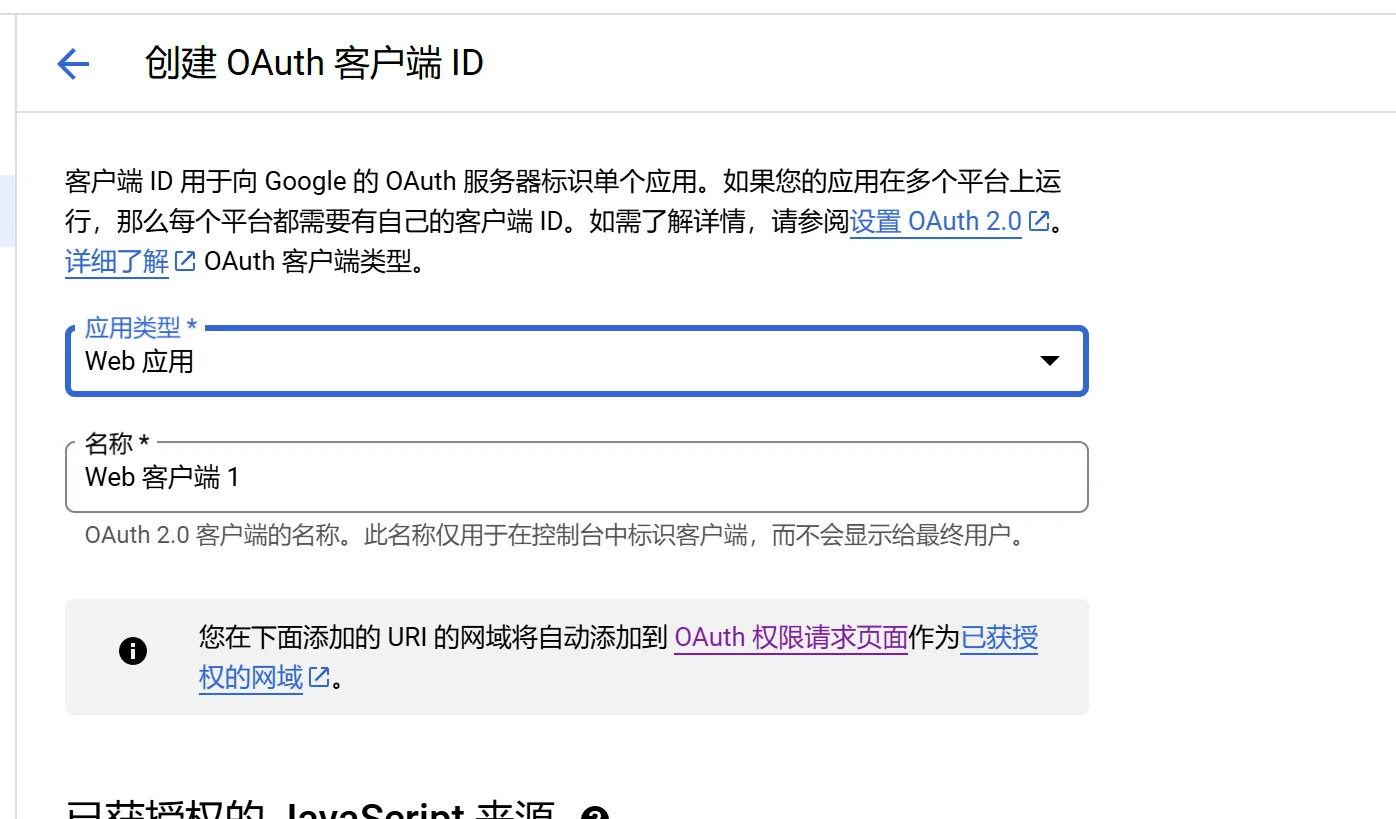 创建 OAuth 客户端 ID
客户端 ID 用于向 Google 的 OAuth 服务器标识单个应用。如果您的应用在多个平台上运
行，那么每个平台都需要有自己的客户端 ID。如需了解详情，请参阅设置 OAuth 2.0。
详细了解 OAuth 客户端类型。
应用类型 *
Web 应用
名称 *
Web 客户端 1
OAuth 2.0 客户端的名称。此名称仅用于在控制台中标识客户端，而不会显示给最终用户。
您在下面添加的 URI 的网域将自动添加到 OAuth 权限请求页面作为已获授
权的网域。
已获授权的 JavaScript 来源